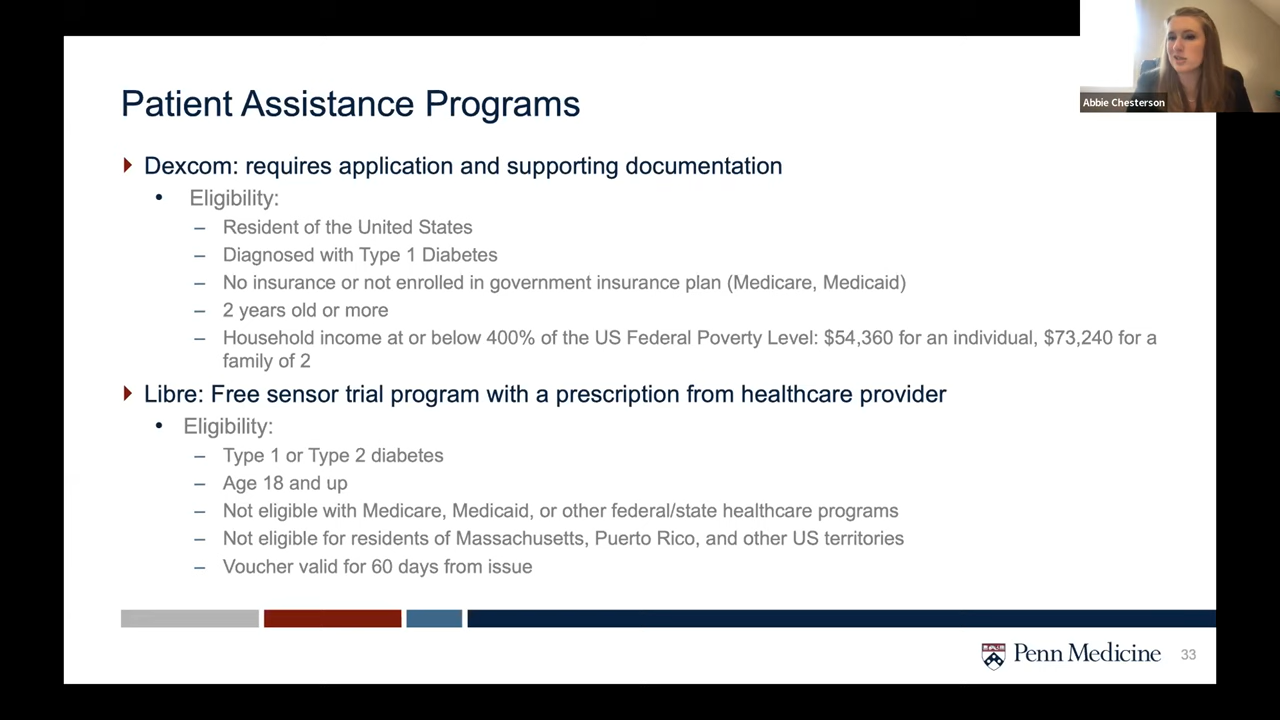 Patient Assistance Programs
Abbie Chesterson
Dexcom: requires application and supporting documentation
• Eligibility:
– Resident of the United States
– Diagnosed with Type 1 Diabetes
– No insurance or not enrolled in government insurance plan (Medicare, Medicaid)
– 2 years old or more
– Household income at or below 400% of the US Federal Poverty Level: $54,360 for an individual, $73,240 for a
family of 2
Libre: Free sensor trial program with a prescription from healthcare provider
• Eligibility:
– Type 1 or Type 2 diabetes
– Age 18 and up
– Not eligible with Medicare, Medicaid, or other federal/state healthcare programs
– Not eligible for residents of Massachusetts, Puerto Rico, and other US territories
– Voucher valid for 60 days from issue
Penn Medicine
33